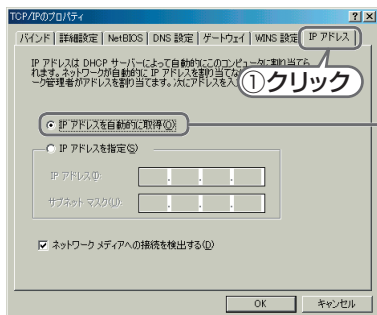 TCP/IPのプロパティ
バインド 詳細設定 NetBIOS DNS 設定 ゲートウェイ WINS 設定 IP アドレス
IP アドレスは DHCP サーバーによって自動的にこのコンピュータに割り当てら
れます。ネットワークが自動的に IP アドレスを割り当てな
ーク管理者がアドレスを割り当てます。次にアドレスを入
①クリック
IP アドレスを自動的に取得(O)
IP アドレスを指定(S)
IP アドレス(I):
サブネット マスク(U):
ネットワーク メディアへの接続を検出する(D)
OK キャンセル